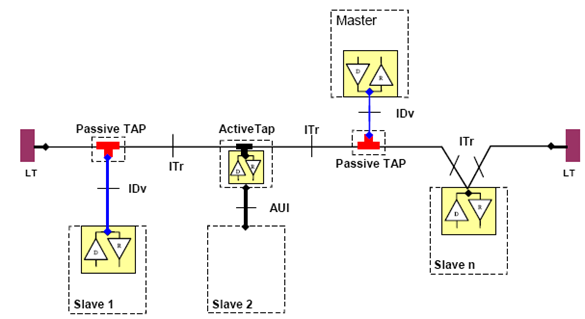 Master
D R
IDv
Passive TAP
ActiveTap
ITr
ITr
Passive TAP
ITr
LT
LT
IDv
D R
AUI
D R
D R
Slave 1
Slave 2
Slave n